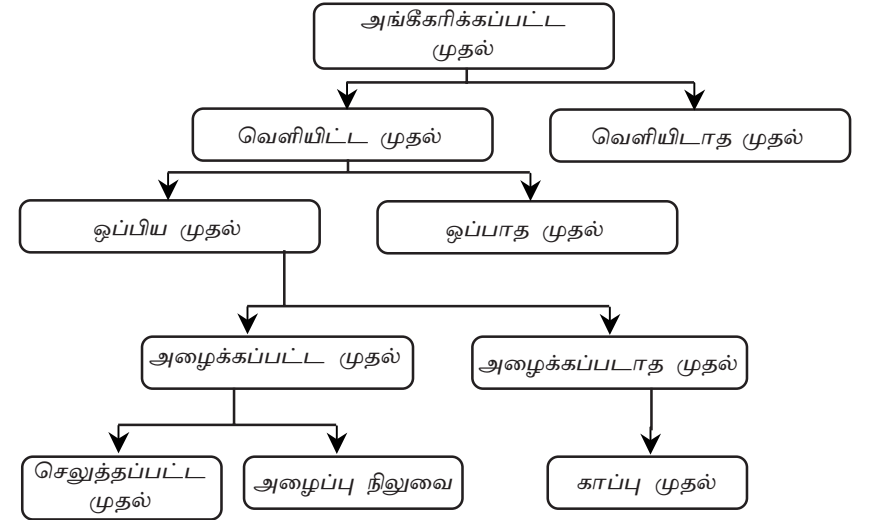 அங்கீகரிக்கப்பட்ட
முதல்
வெளியிட்ட முதல்
வெளியிடாத முதல்
ஒப்பிய முதல்
ஒப்பாத முதல்
அழைக்கப்பட்ட முதல்
அழைக்கப்படாத முதல்
செலுத்தப்பட்ட
முதல்
அழைப்பு நிலுவை
காப்பு முதல்